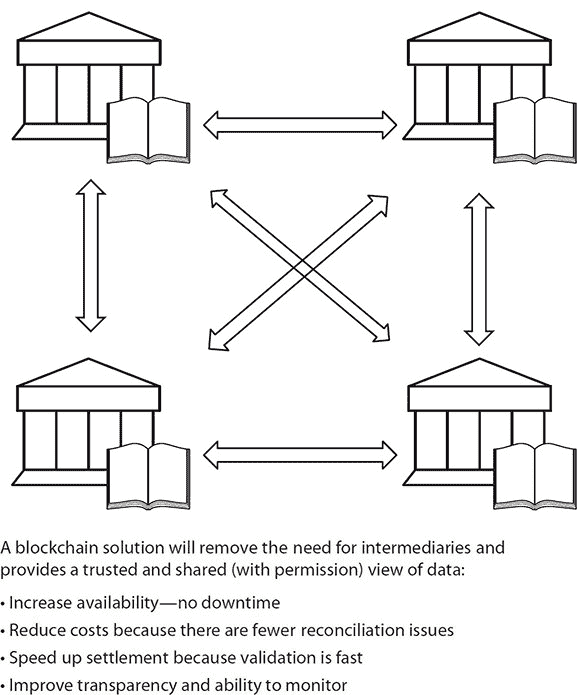 A blockchain solution will remove the need for intermediaries and
provides a trusted and shared (with permission) view of data:
• Increase availability—no downtime
• Reduce costs because there are fewer reconciliation issues
• Speed up settlement because validation is fast
• Improve transparency and ability to monitor